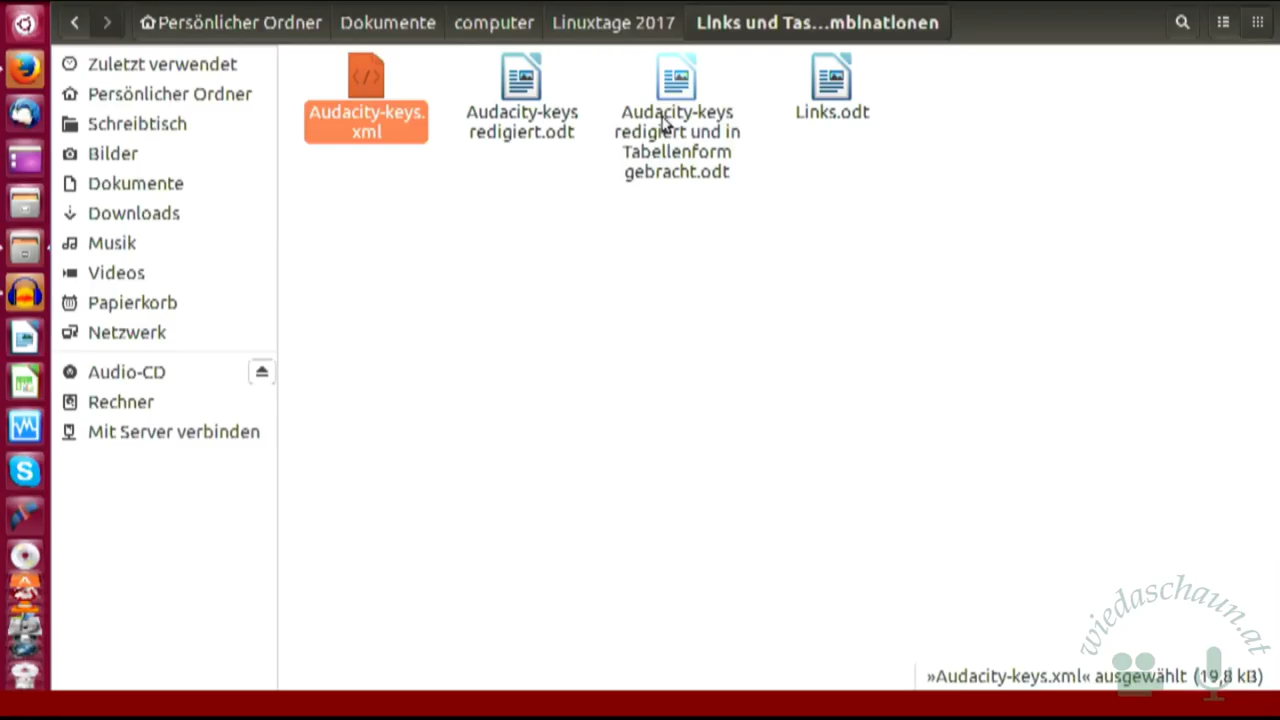 Persönlicher Ordner Dokumente computer Linuxtage 2017 Links und Tas...mbinationen
Zuletzt verwendet
Persönlicher Ordner
Schreibtisch
Bilder
Dokumente
Downloads
Musik
Videos
Papierkorb
Netzwerk
Audio-CD
Rechner
Mit Server verbinden
Audacity-keys.
xml
Audacity-keys
redigiert.odt
Audacity-keys
redigiert und in
Tabellenform
gebracht.odt
Links.odt
wiedaschaun.at
»Audacity-keys.xml« ausgewählt (19,8 kB)